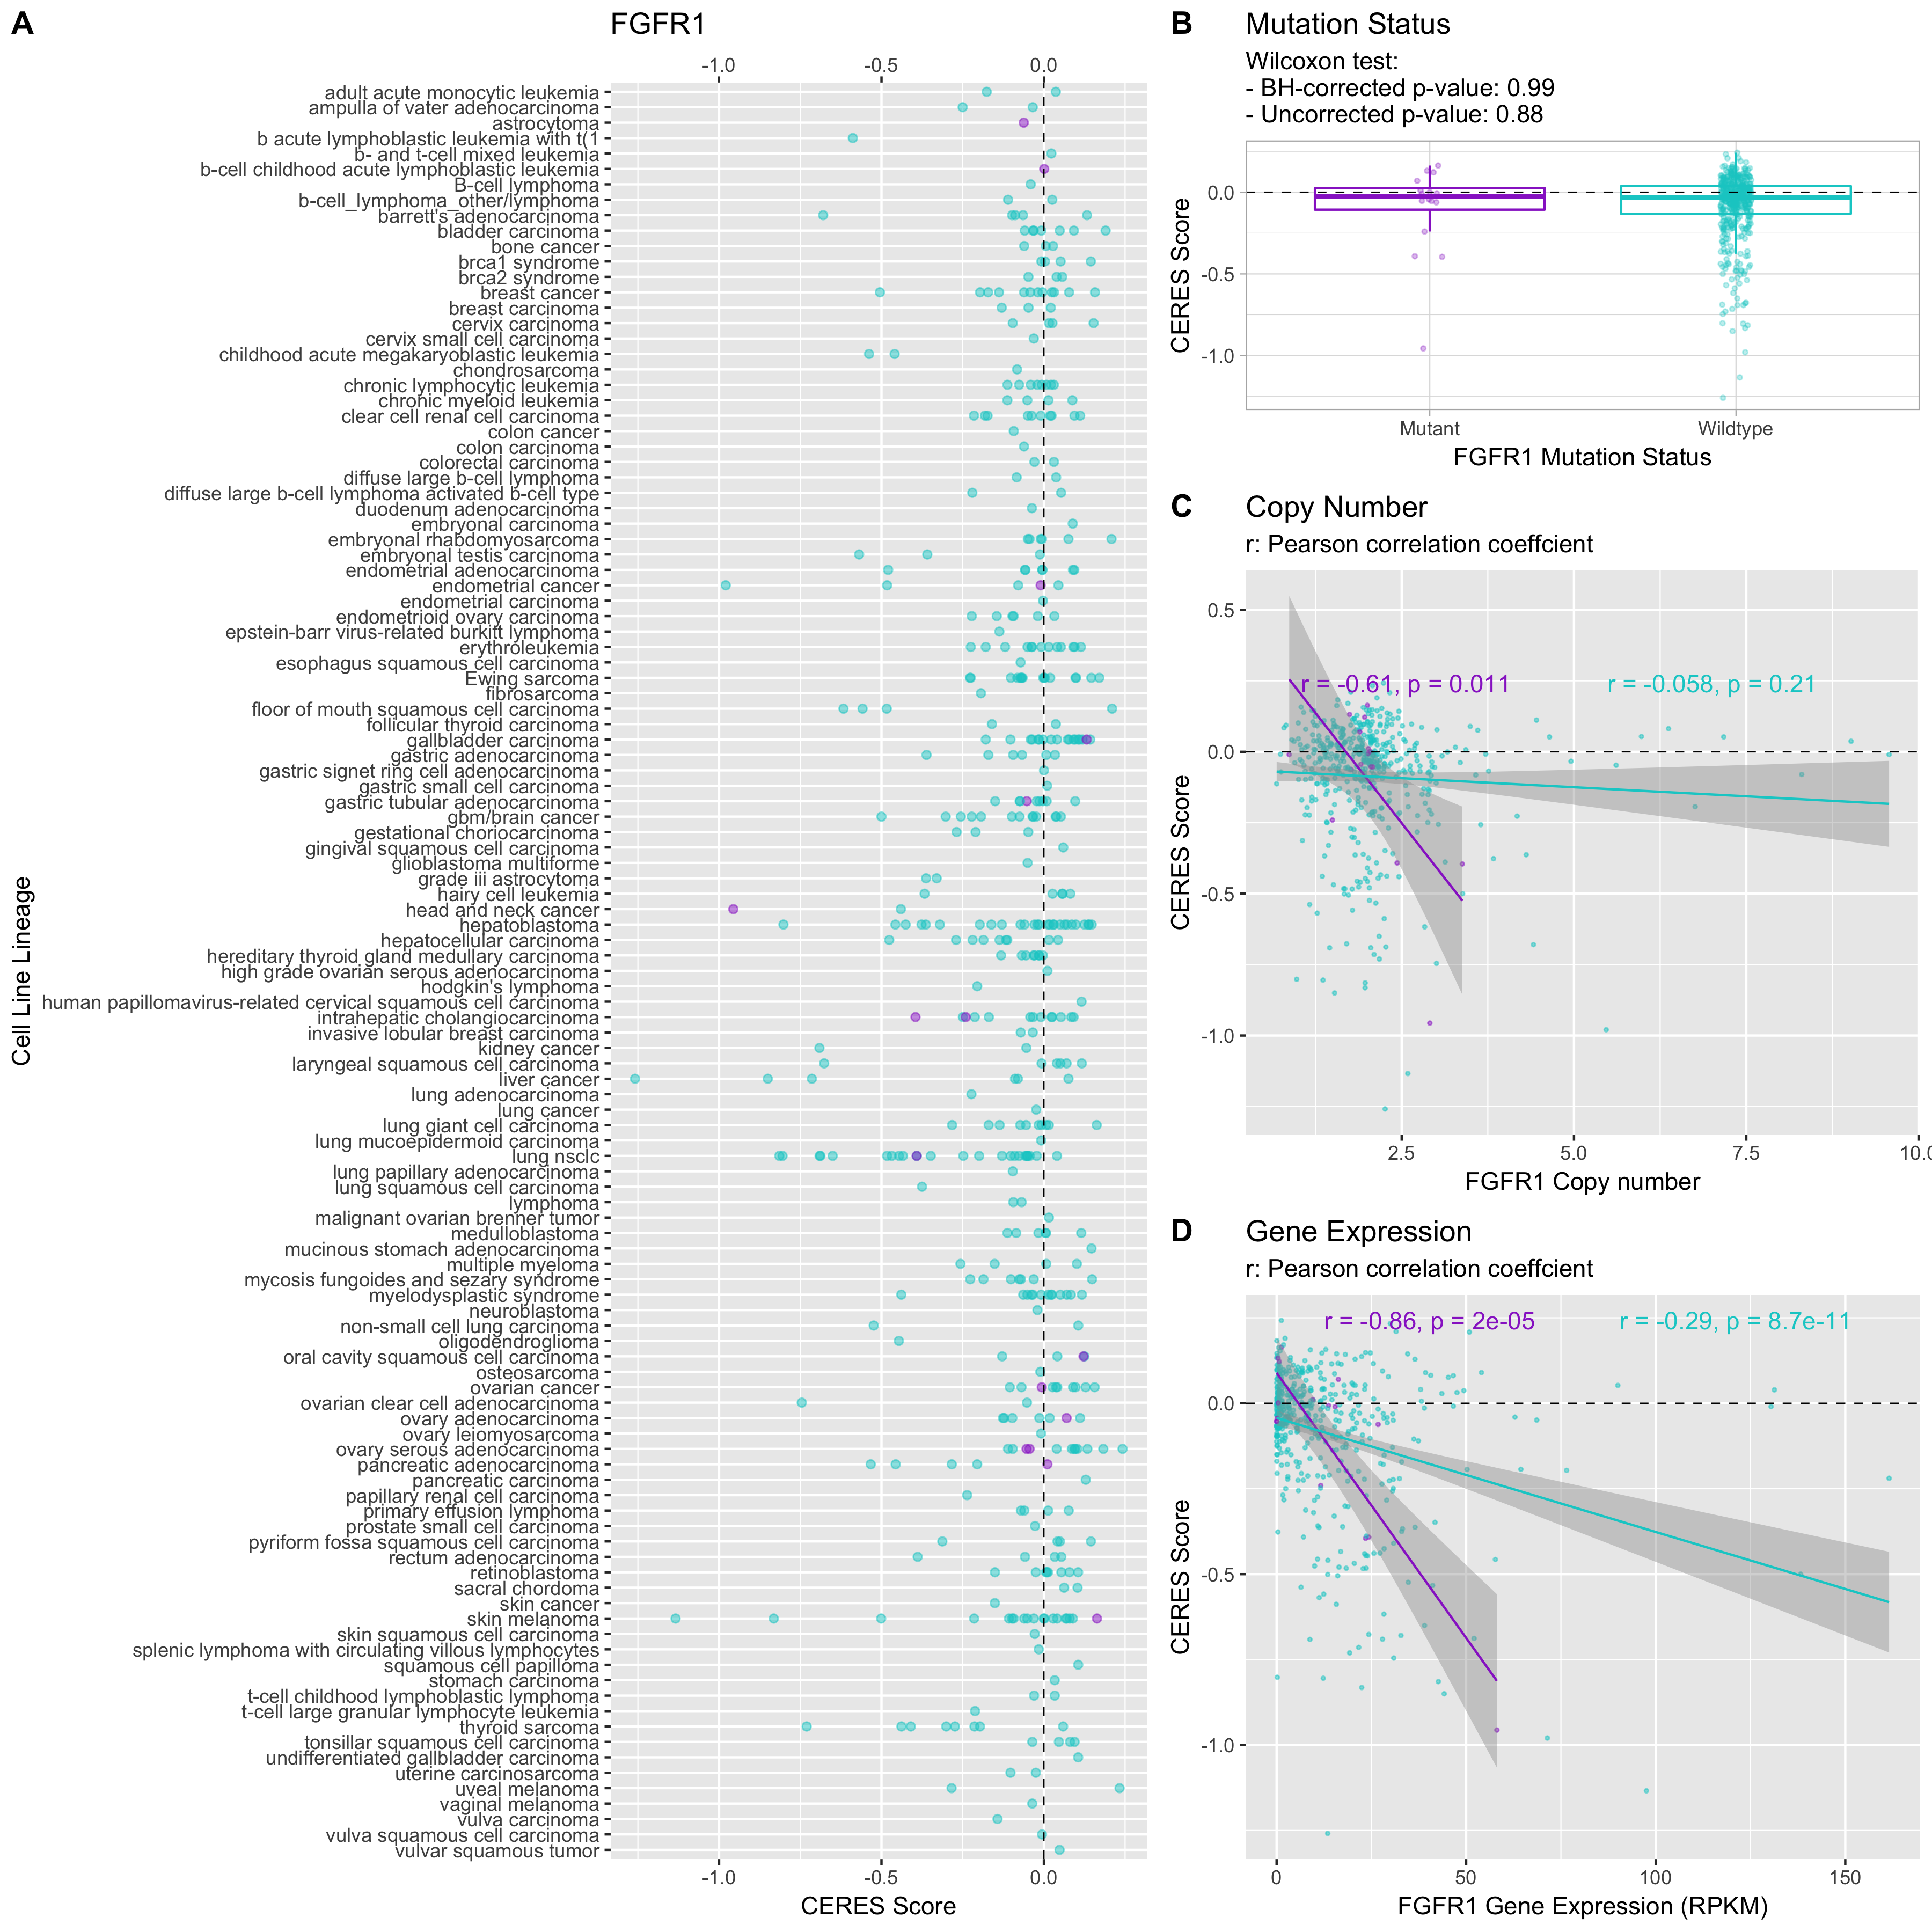 A
FGFR1
-1.0 -0.5 0.0
Cell Line Lineage
adult acute monocytic leukemia
ampulla of vater adenocarcinoma
astrocytoma
b acute lymphoblastic leukemia with t(1
b- and t-cell mixed leukemia
b-cell childhood acute lymphoblastic leukemia
B-cell lymphoma
b-cell_lymphoma_other/lymphoma
barrett's adenocarcinoma
bladder carcinoma
bone cancer
brca1 syndrome
brca2 syndrome
breast cancer
breast carcinoma
cervix carcinoma
cervix small cell carcinoma
childhood acute megakaryoblastic leukemia
chondrosarcoma
chronic lymphocytic leukemia
chronic myeloid leukemia
clear cell renal cell carcinoma
colon cancer
colon carcinoma
colorectal carcinoma
diffuse large b-cell lymphoma
diffuse large b-cell lymphoma activated b-cell type
duodenum adenocarcinoma
embryonal carcinoma
embryonal rhabdomyosarcoma
embryonal testis carcinoma
endometrial adenocarcinoma
endometrial cancer
endometrial carcinoma
endometrioid ovary carcinoma
epstein-barr virus-related burkitt lymphoma
erythroleukemia
esophagus squamous cell carcinoma
Ewing sarcoma
fibrosarcoma
floor of mouth squamous cell carcinoma
follicular thyroid carcinoma
gallbladder carcinoma
gastric adenocarcinoma
gastric signet ring cell adenocarcinoma
gastric small cell carcinoma
gastric tubular adenocarcinoma
gbm/brain cancer
gestational choriocarcinoma
gingival squamous cell carcinoma
glioblastoma multiforme
grade iii astrocytoma
hairy cell leukemia
head and neck cancer
hepatoblastoma
hepatocellular carcinoma
hereditary thyroid gland medullary carcinoma
high grade ovarian serous adenocarcinoma
hodgkin's lymphoma
human papillomavirus-related cervical squamous cell carcinoma
intrahepatic cholangiocarcinoma
invasive lobular breast carcinoma
kidney cancer
laryngeal squamous cell carcinoma
liver cancer
lung adenocarcinoma
lung cancer
lung giant cell carcinoma
lung mucoepidermoid carcinoma
lung nsclc
lung papillary adenocarcinoma
lung squamous cell carcinoma
lymphoma
malignant ovarian brenner tumor
medulloblastoma
mucinous stomach adenocarcinoma
multiple myeloma
mycosis fungoides and sezary syndrome
myelodysplastic syndrome
neuroblastoma
non-small cell lung carcinoma
oligodendroglioma
oral cavity squamous cell carcinoma
osteosarcoma
ovarian cancer
ovarian clear cell adenocarcinoma
ovary adenocarcinoma
ovary leiomyosarcoma
ovary serous adenocarcinoma
pancreatic adenocarcinoma
pancreatic carcinoma
papillary renal cell carcinoma
primary effusion lymphoma
prostate small cell carcinoma
pyriform fossa squamous cell carcinoma
rectum adenocarcinoma
retinoblastoma
sacral chordoma
skin cancer
skin melanoma
skin squamous cell carcinoma
splenic lymphoma with circulating villous lymphocytes
squamous cell papilloma
stomach carcinoma
t-cell childhood lymphoblastic lymphoma
t-cell large granular lymphocyte leukemia
thyroid sarcoma
tonsillar squamous cell carcinoma
undifferentiated gallbladder carcinoma
uterine carcinosarcoma
uveal melanoma
vaginal melanoma
vulva carcinoma
vulva squamous cell carcinoma
vulvar squamous tumor
-1.0 -0.5 0.0
CERES Score
B
Mutation Status
Wilcoxon test:
- BH-corrected p-value: 0.99
- Uncorrected p-value: 0.88
CERES Score
0.0
-0.5
-1.0
Mutant Wildtype
FGFR1 Mutation Status
C
Copy Number
r: Pearson correlation coeffcient
r = -0.61, p = 0.011 r = -0.058, p = 0.21
CERES Score
0.5
0.0
-0.5
-1.0
2.5 5.0 7.5 10.0
FGFR1 Copy number
D
Gene Expression
r: Pearson correlation coeffcient
r = -0.86, p = 2e-05 r = -0.29, p = 8.7e-11
CERES Score
0.0
-0.5
-1.0
0 50 100 150
FGFR1 Gene Expression (RPKM)